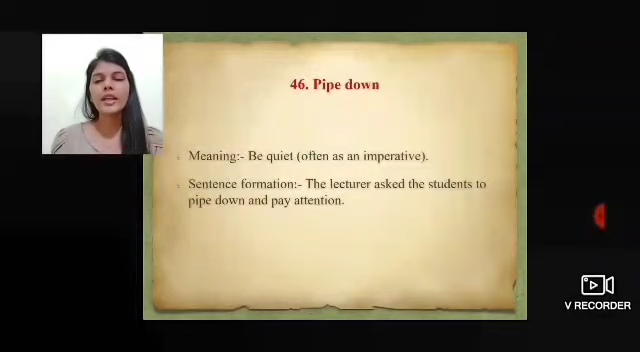 46. Pipe down
Meaning:- Be quiet (often as an imperative).
Sentence formation:- The lecturer asked the students to
pipe down and pay attention.
V RECORDER